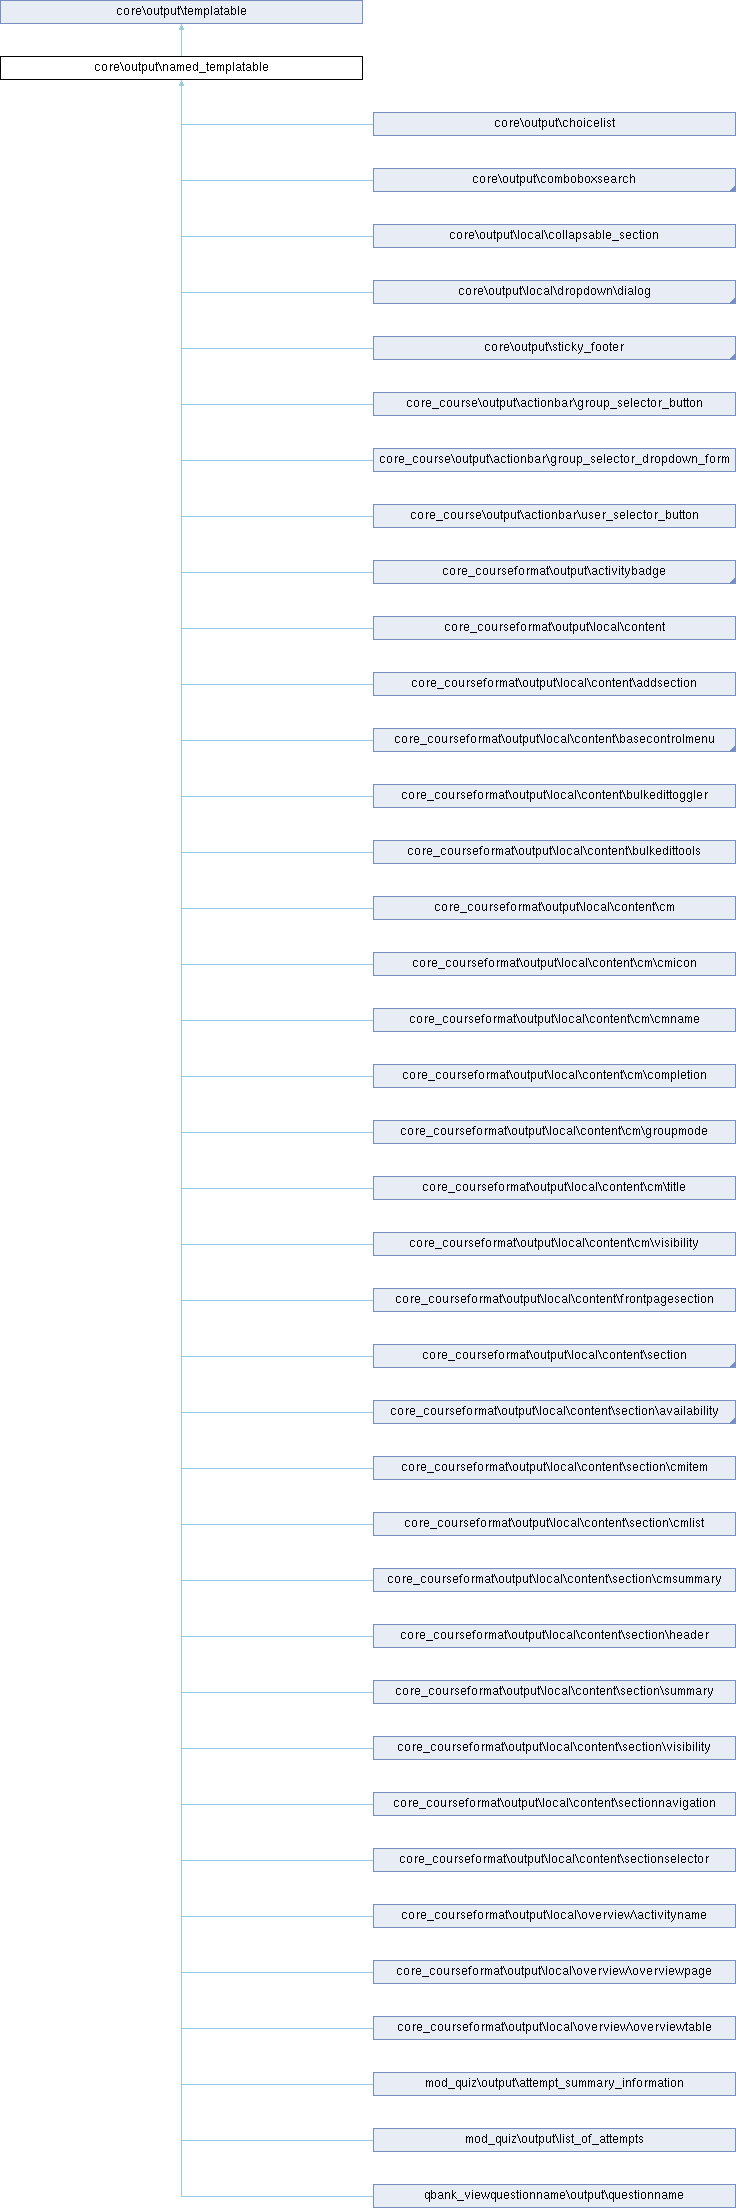 core\output\templatable
core\output\named_templatable
core\output\choicelist
core\output\comboboxsearch
core\output\local\collapsable_section
core\output\local\dropdown\dialog
core\output\sticky_footer
core_course\output\actionbar\group_selector_button
core_course\output\actionbar\group_selector_dropdown_form
core_course\output\actionbar\user_selector_button
core_courseformat\output\activitybadge
core_courseformat\output\local\content
core_courseformat\output\local\content\addsection
core_courseformat\output\local\content\basecontrolmenu
core_courseformat\output\local\content\bulkedittoggler
core_courseformat\output\local\content\bulkedittools
core_courseformat\output\local\content\cm
core_courseformat\output\local\content\cm\cmicon
core_courseformat\output\local\content\cm\cmname
core_courseformat\output\local\content\cm\completion
core_courseformat\output\local\content\cm\groupmode
core_courseformat\output\local\content\cm\title
core_courseformat\output\local\content\cm\visibility
core_courseformat\output\local\content\frontpagesection
core_courseformat\output\local\content\section
core_courseformat\output\local\content\section\availability
core_courseformat\output\local\content\section\cmitem
core_courseformat\output\local\content\section\cmlist
core_courseformat\output\local\content\section\cmsummary
core_courseformat\output\local\content\section\header
core_courseformat\output\local\content\section\summary
core_courseformat\output\local\content\section\visibility
core_courseformat\output\local\content\sectionnavigation
core_courseformat\output\local\content\sectionselector
core_courseformat\output\local\overview\activityname
core_courseformat\output\local\overview\overviewpage
core_courseformat\output\local\overview\overviewtable
mod_quiz\output\attempt_summary_information
mod_quiz\output\list_of_attempts
qbank_viewquestionname\output\questionname